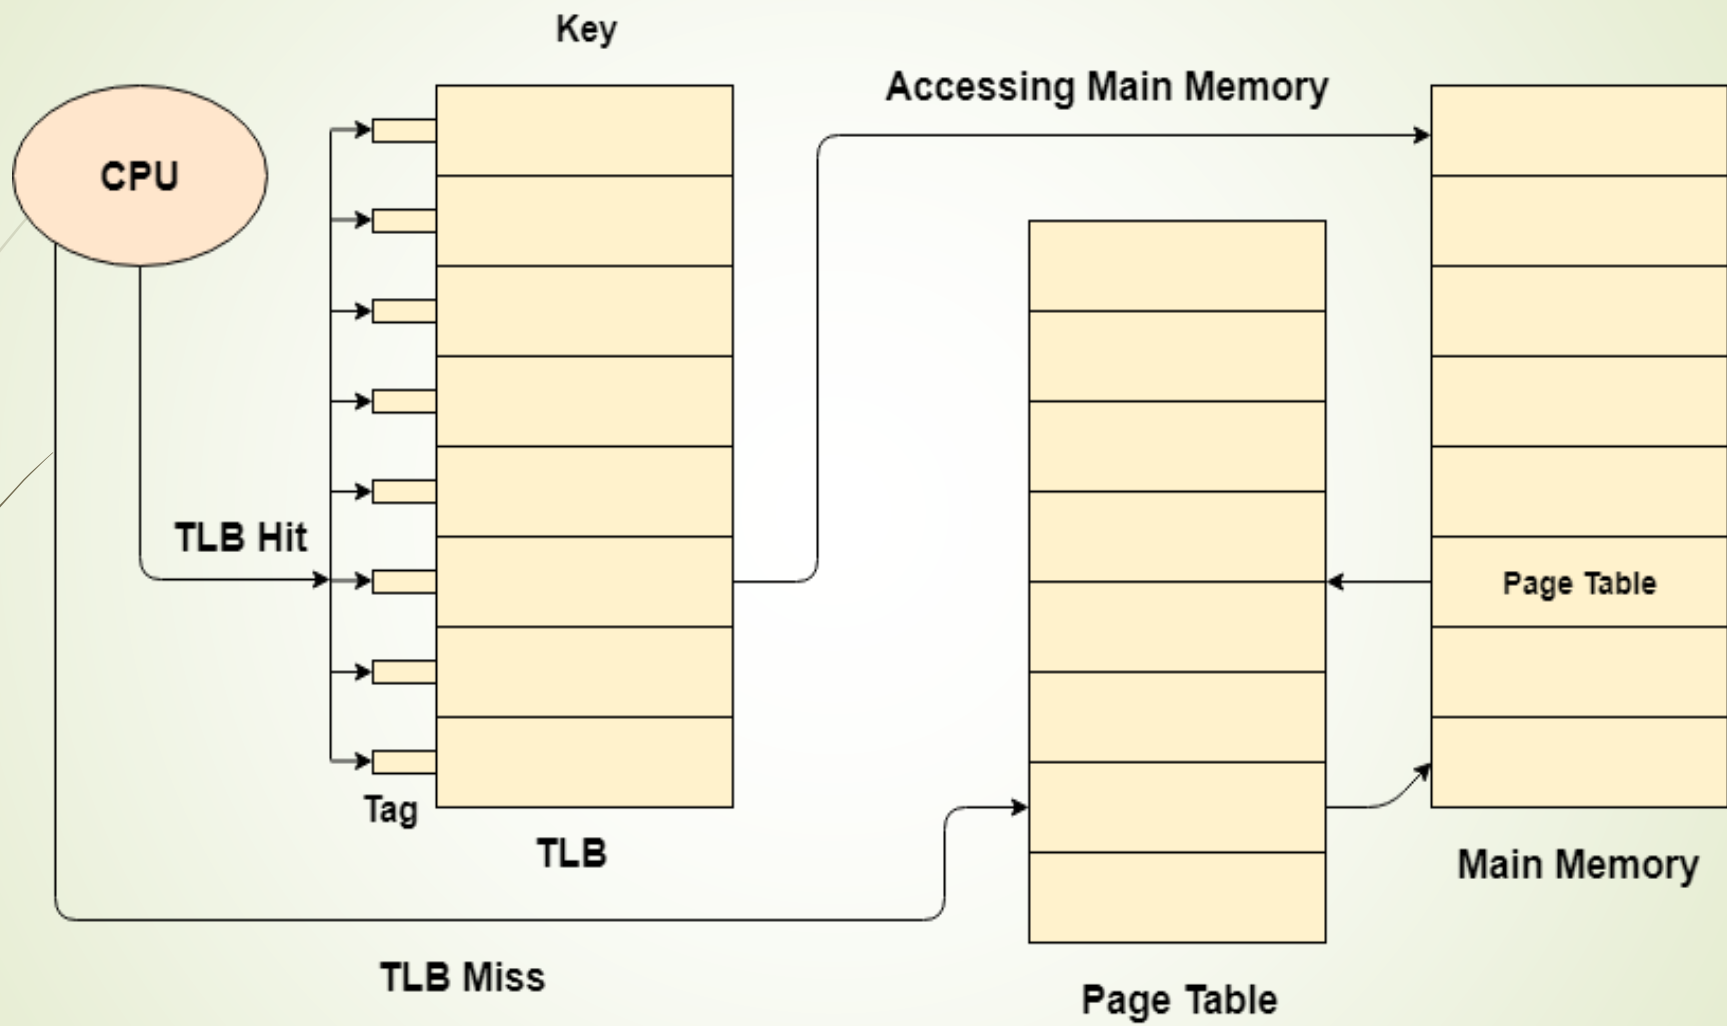 Key
Accessing Main Memory
CPU
TLB Hit
Page Table
Tag
TLB
Main Memory
TLB Miss
Page Table